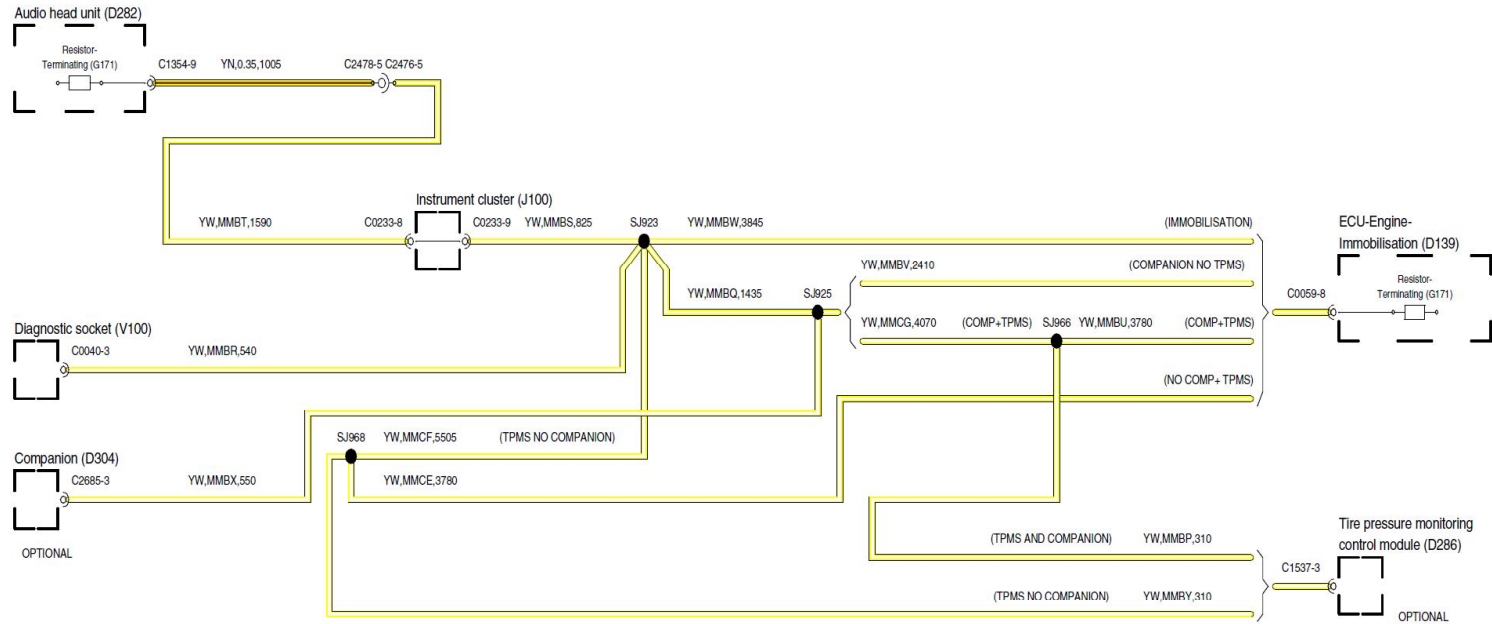 Audio head unit (D282)
Resistor-
Terminating (G171)
C1354-9
YN,0.35,1005
C2478-5 C2476-5
YW,MMBT,1590
C0233-8
Instrument cluster (J100)
C0233-9
YW,MMBS,825
SJ923
YW,MMBW,3845
(IMMOBILISATION)
ECU-Engine-
Immobilisation (D139)
Resistor-
Terminating (G171)
C0059-8
YW,MMBV,2410
(COMPANION NO TPMS)
YW,MMBQ,1435
SJ925
YW,MMCG,4070
(COMP+TPMS)
SJ966
YW,MMBU,3780
(COMP+TPMS)
(NO COMP+ TPMS)
Diagnostic socket (V100)
C0040-3
YW,MMBR,540
SJ968
YW,MMCF,5505
(TPMS NO COMPANION)
Companion (D304)
C2685-3
YW,MMBX,550
YW,MMCE,3780
OPTIONAL
(TPMS AND COMPANION)
YW,MMBP,310
Tire pressure monitoring
control module (D286)
C1537-3
(TPMS NO COMPANION)
YW,MMBY,310
OPTIONAL